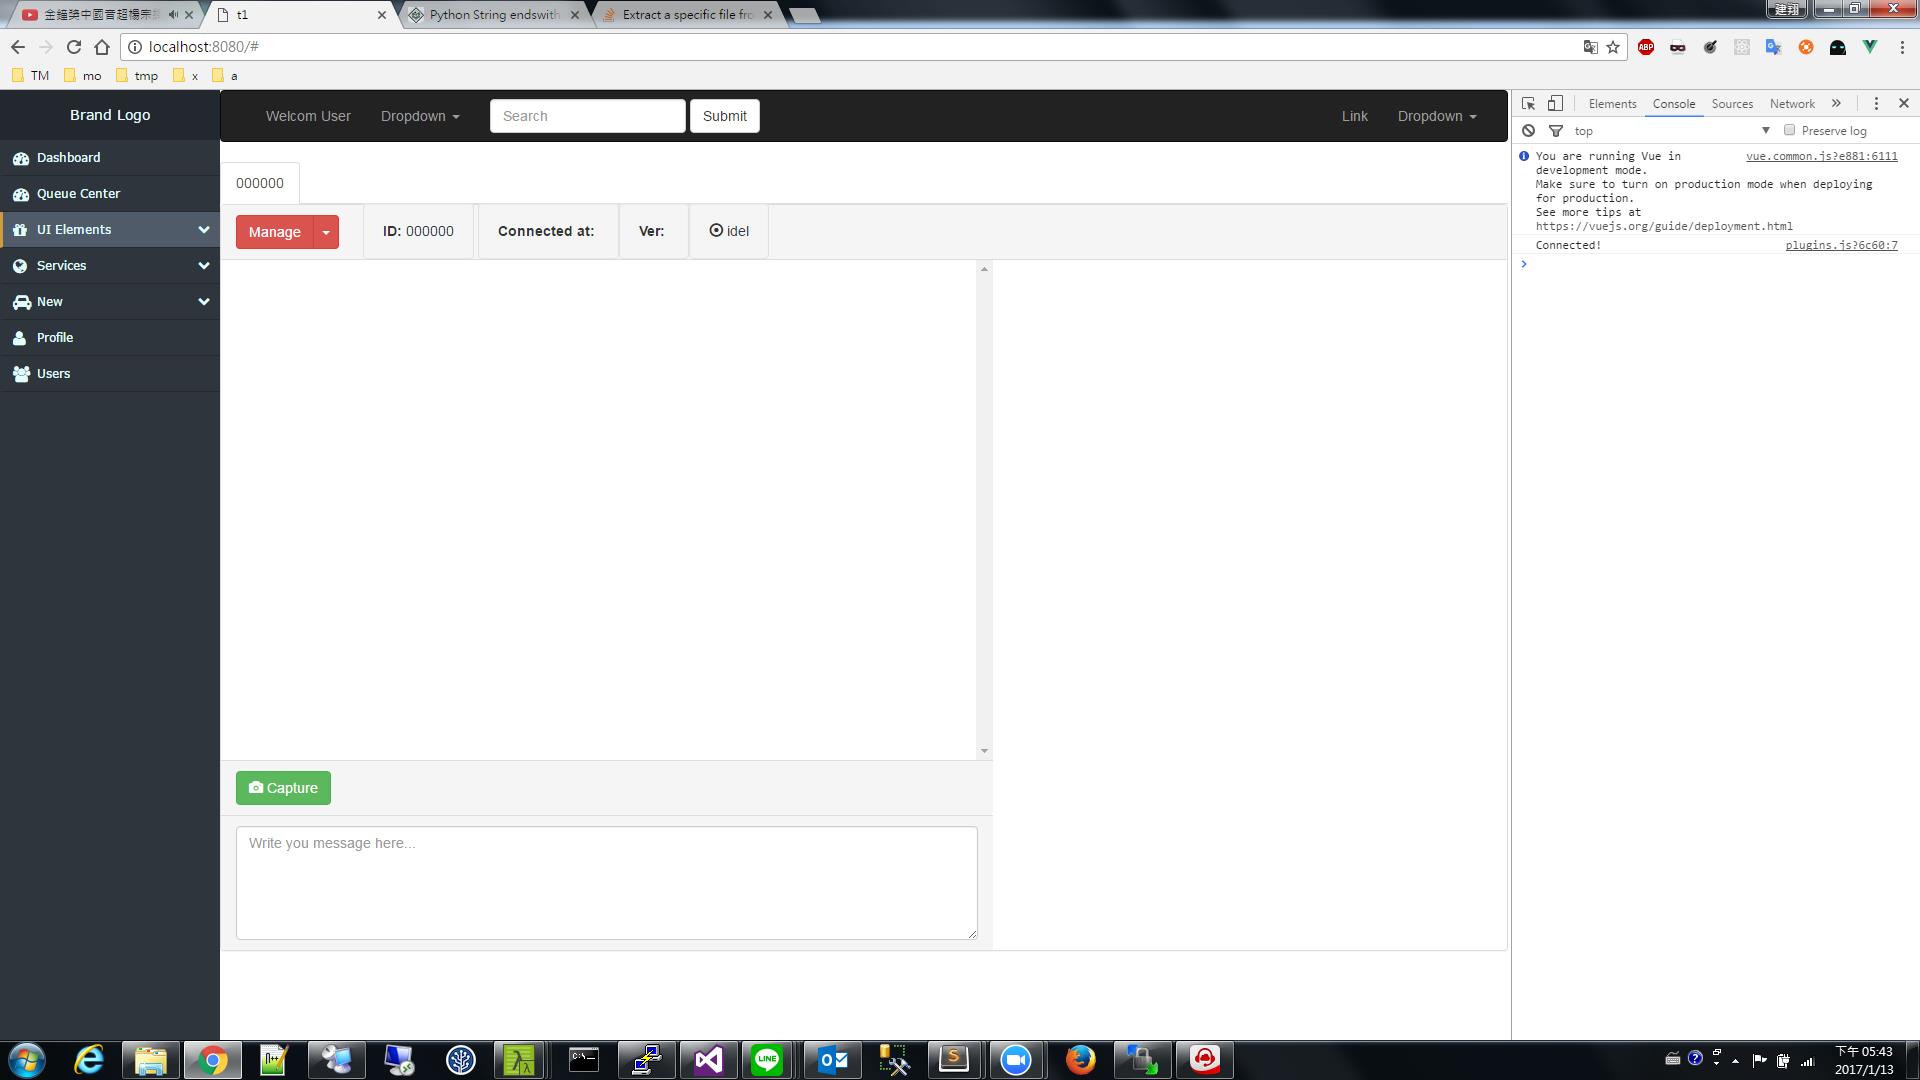 金鐘獎中國音超楊宗
t1
Python String endswith
Extract a specific file fro
建翔
localhost:8080/#
ABP
TM
mo
tmp
x
a
Brand Logo
Dashboard
Queue Center
UI Elements
Services
New
Profile
Users
Welcom User
Dropdown
Search
Submit
Link
Dropdown
000000
Manage
ID: 000000
Connected at:
Ver:
idel
Capture
Write you message here...
Elements
Console
Sources
Network
top
Preserve log
You are running Vue in vue.common.js?e881:6111
development mode.
Make sure to turn on production mode when deploying
for production.
See more tips at
https://vuejs.org/guide/deployment.html
Connected! plugins.js?6c60:7
LINE
下午 05:43
2017/1/13